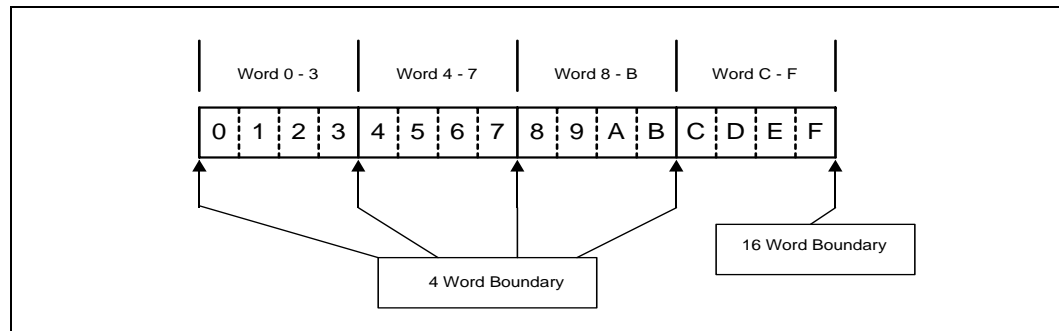 Word 0 - 3 Word 4 - 7 Word 8 - B Word C - F
0 1 2 3 4 5 6 7 8 9 A B C D E F
16 Word Boundary
4 Word Boundary